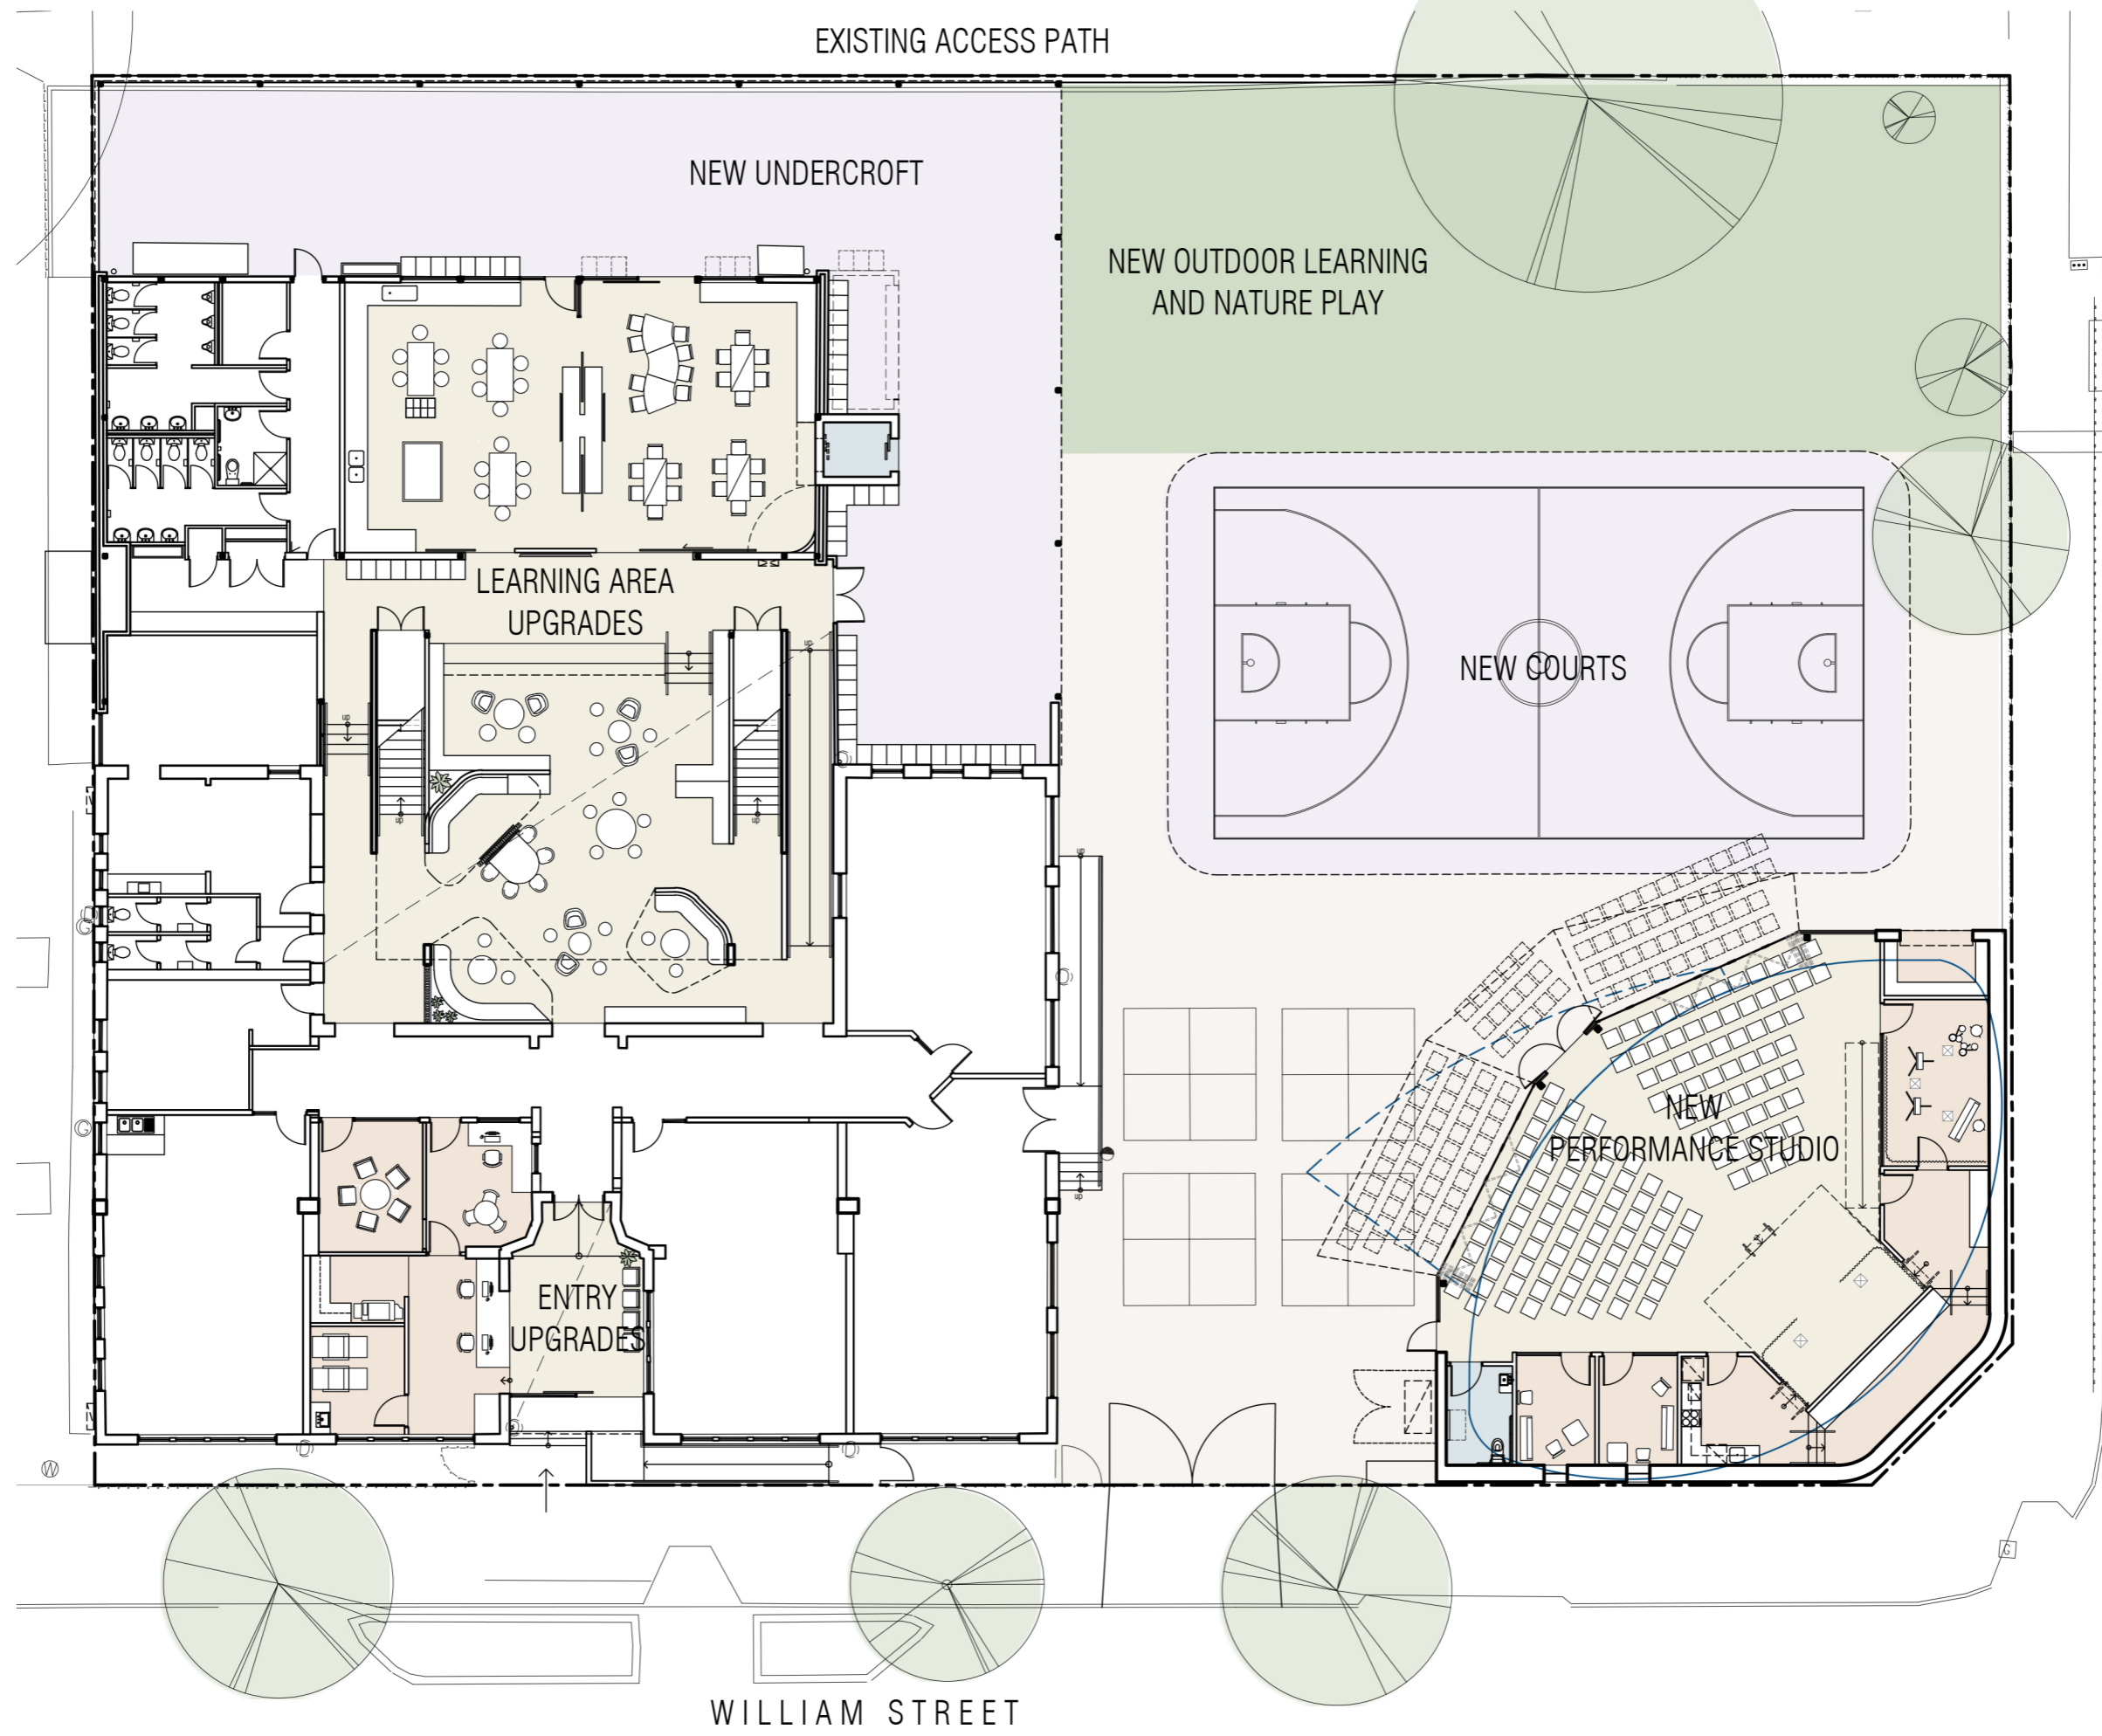 EXISTING ACCESS PATH
NEW UNDERCROFT
NEW OUTDOOR LEARNING
AND NATURE PLAY
LEARNING AREA
UPGRADES
NEW COURTS
NEW
PERFORMANCE STUDIO
ENTRY
UPGRADES
W
G
WILLIAM STREET